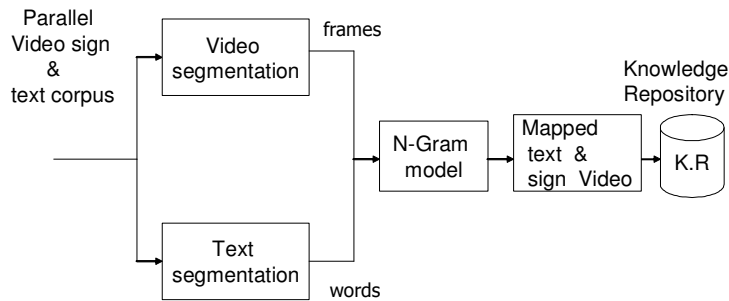 Parallel
Video sign
&
text corpus
Video
segmentation
frames
Text
segmentation
words
N-Gram
model
Mapped
text &
sign Video
Knowledge
Repository
K.R